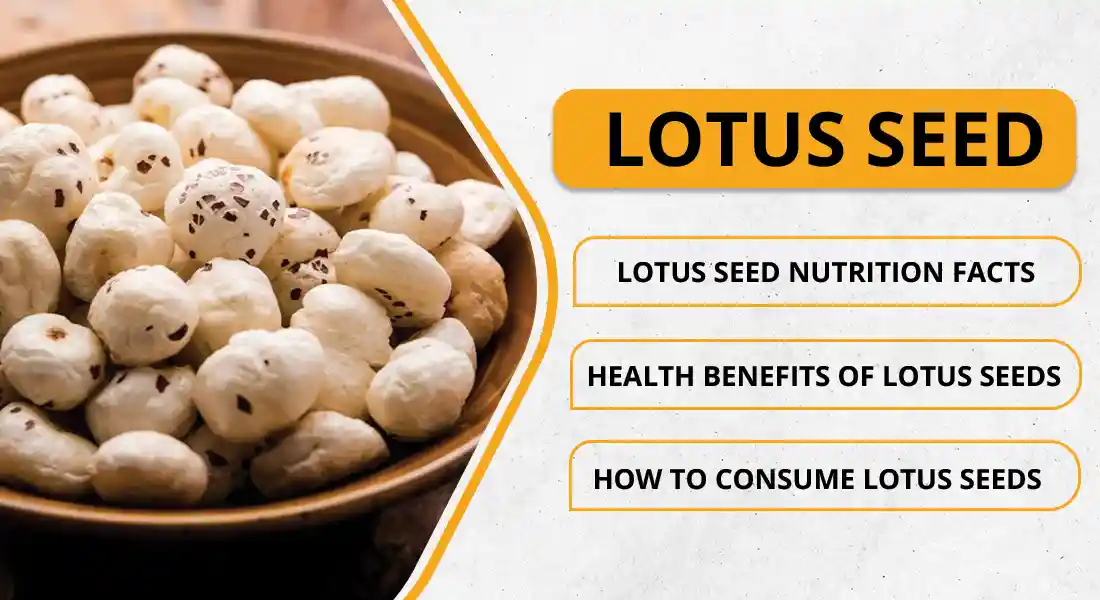 LOTUS SEED
LOTUS SEED NUTRITION FACTS
HEALTH BENEFITS OF LOTUS SEEDS
HOW TO CONSUME LOTUS SEEDS